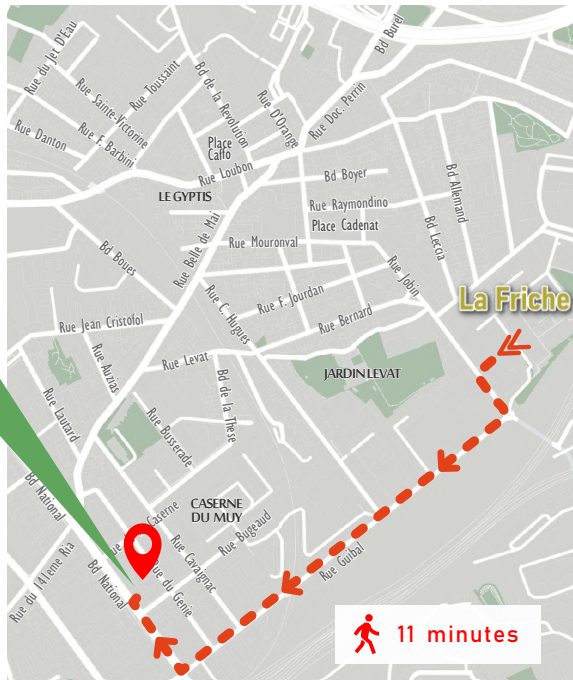 Rue du Jet D'Eau
Bd Burel
Rue Toussaint
Bd de la Revolution
Rue D'Orange
Rue Sainte-Victorine
Rue Doc. Perrin
Rue Danton
Rue F. Barbini
Place
Caffo
Rue Loubon
Bd Boyer
Bd Allemand
LE GYPTIS
Rue Raymondino
Rue Belle de Mai
Place Cadenat
Bd Leccia
Rue Mouronval
Bd Boues
Rue Jobin
La Friche
Rue C. Hugues
Rue F. Jourdan
Rue Jean Cristofol
Rue Bernard
Rue Levat
JARDIN LEVAT
Rue Auzias
Bd de la These
Rue Lautard
Rue Busserade
Bd National
CASERNE
DU MUY
Caserne
Rue Bugeaud
Rue du 141eme Ria
Rue Cavaignac
Bd National
Rue du Genie
Rue Guibal
11 minutes